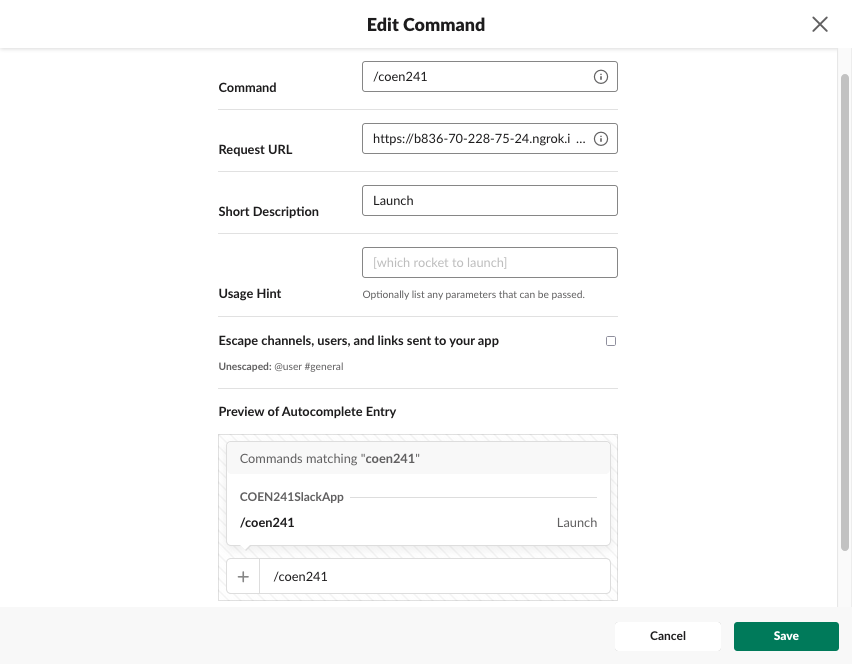 Edit Command
Command
/coen241
Request URL
https://b836-70-228-75-24.ngrok.i ...
Short Description
Launch
[which rocket to launch]
Usage Hint
Optionally list any parameters that can be passed.
Escape channels, users, and links sent to your app
Unescaped: @user #general
Preview of Autocomplete Entry
Commands matching "coen241"
COEN241SlackApp
/coen241 Launch
/coen241
Cancel Save